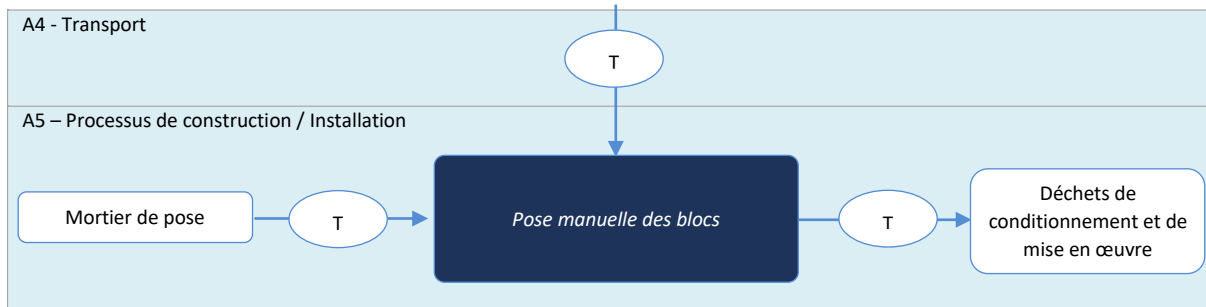 A4 - Transport
T
A5 – Processus de construction / Installation
Mortier de pose
T
Pose manuelle des blocs
T
Déchets de
conditionnement et de
mise en œuvre